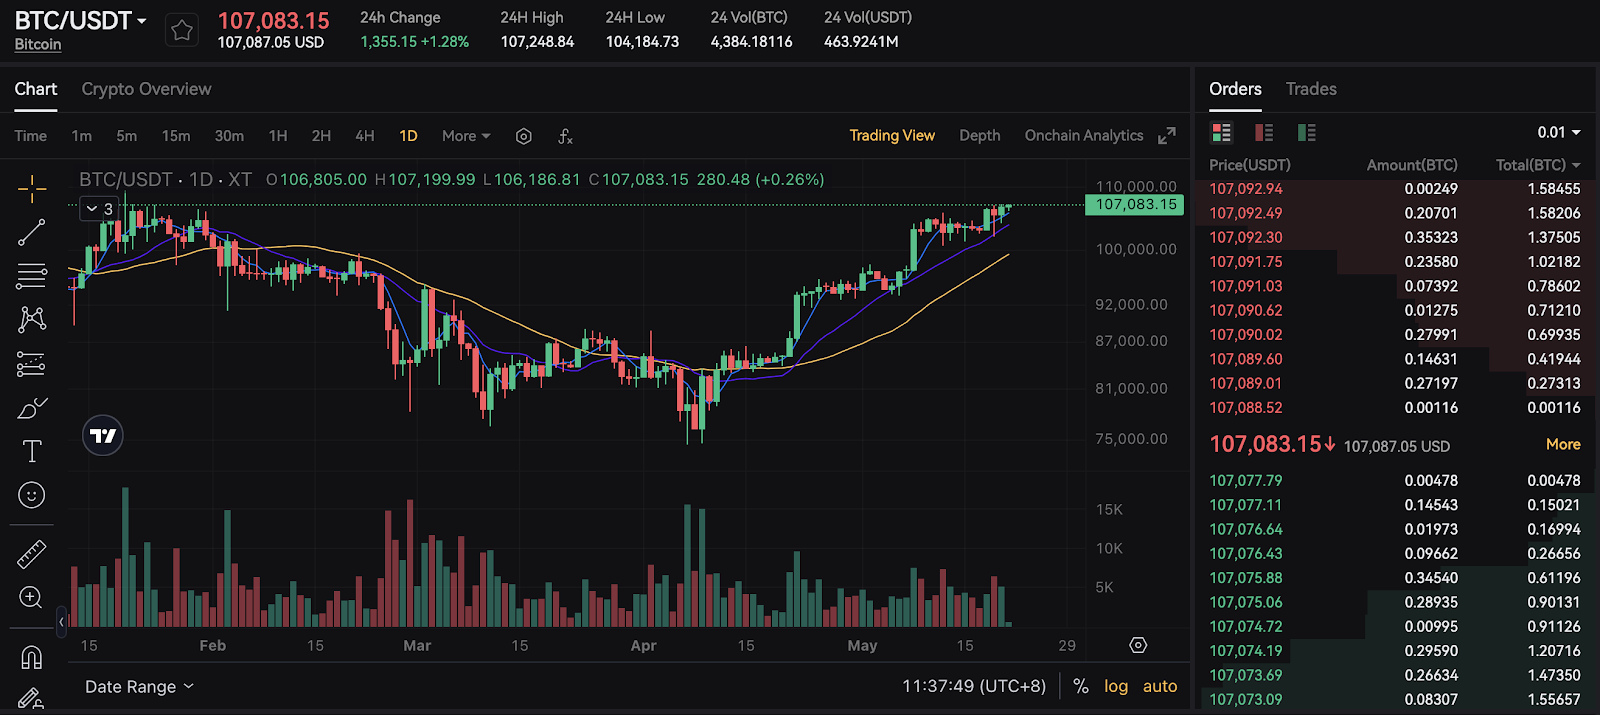 BTC/USDT
Bitcoin
107,083.15
107,087.05 USD
24h Change
1,355.15 +1.28%
24H High
107,248.84
24H Low
104,184.73
24 Vol(BTC)
4,384.18116
24 Vol(USDT)
463.9241M
Chart Crypto Overview
Time 1m 5m 15m 30m 1H 2H 4H 1D More
Trading View Depth Onchain Analytics
BTC/USDT · 1D · XT O106,805.00 H107,199.99 L106,186.81 C107,083.15 280.48 (+0.26%)
3
110,000.00
107,083.15
100,000.00
92,000.00
87,000.00
81,000.00
75,000.00
15K
10K
5K
15 Feb 15 Mar 15 Apr 15 May 15 29
Date Range
11:37:49 (UTC+8) % log auto
Orders Trades
0.01
Price(USDT) Amount(BTC) Total(BTC)
107,092.94 0.00249 1.58455
107,092.49 0.20701 1.58206
107,092.30 0.35323 1.37505
107,091.75 0.23580 1.02182
107,091.03 0.07392 0.78602
107,090.62 0.01275 0.71210
107,090.02 0.27991 0.69935
107,089.60 0.14631 0.41944
107,089.01 0.27197 0.27313
107,088.52 0.00116 0.00116
107,083.15↓ 107,087.05 USD More
107,077.79 0.00478 0.00478
107,077.11 0.14543 0.15021
107,076.64 0.01973 0.16994
107,076.43 0.09662 0.26656
107,075.88 0.34540 0.61196
107,075.06 0.28935 0.90131
107,074.72 0.00995 0.91126
107,074.19 0.29590 1.20716
107,073.69 0.26634 1.47350
107,073.09 0.08307 1.55657